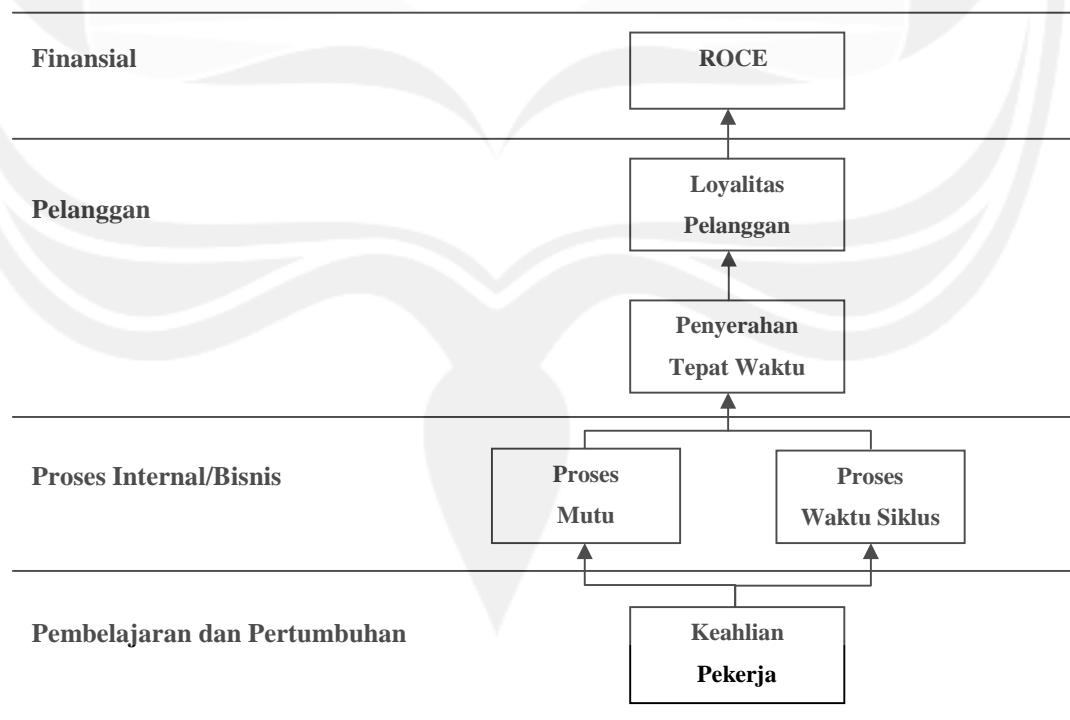 Finansial
ROCE
Pelanggan
Loyalitas
Pelanggan
Penyerahan
Tepat Waktu
Proses Internal/Bisnis
Proses
Mutu
Proses
Waktu Siklus
Pembelajaran dan Pertumbuhan
Keahlian
Pekerja